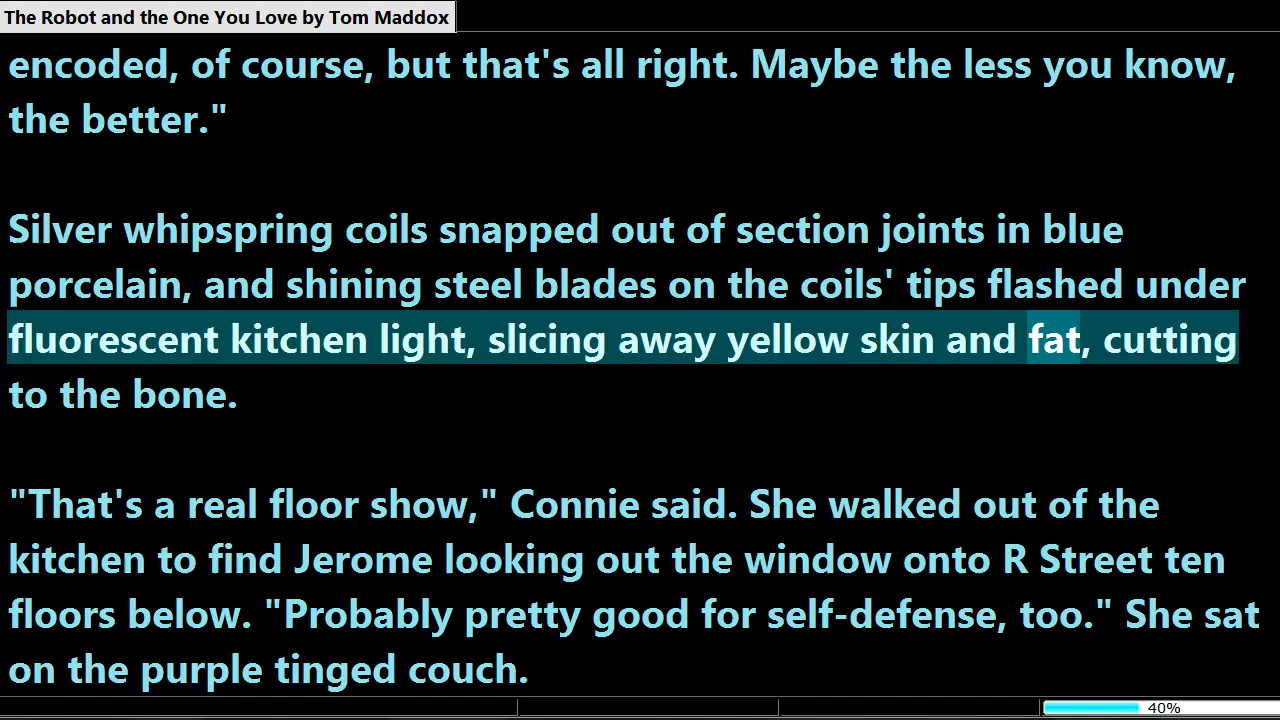 The Robot and the One You Love by Tom Maddox
encoded, of course, but that's all right. Maybe the less you know,
the better."
Silver whipspring coils snapped out of section joints in blue
porcelain, and shining steel blades on the coils' tips flashed under
fluorescent kitchen light, slicing away yellow skin and fat, cutting
to the bone.
"That's a real floor show," Connie said. She walked out of the
kitchen to find Jerome looking out the window onto R Street ten
floors below. "Probably pretty good for self-defense, too." She sat
on the purple tinged couch.
40%